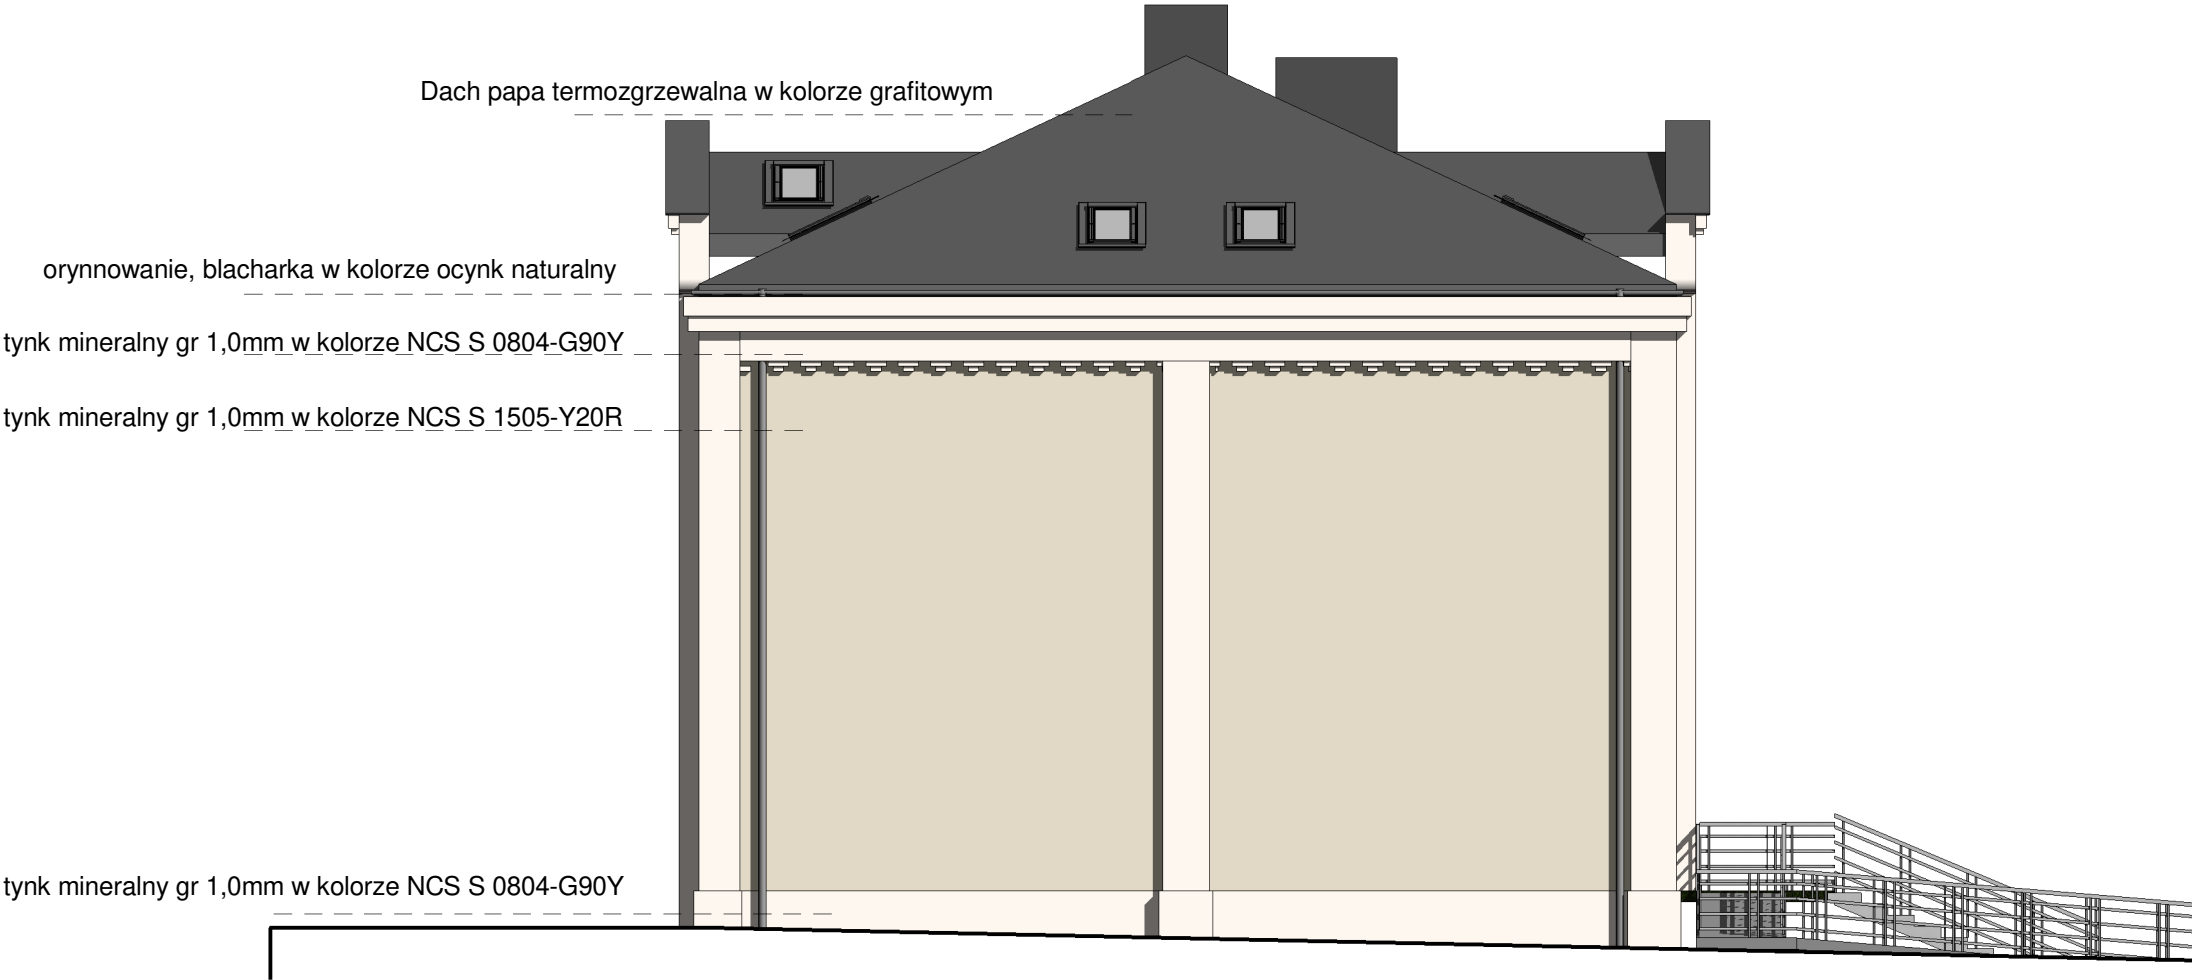 Dach papa termozgrzewalna w kolorze grafitowym
orynnowanie, blacharka w kolorze ocynk naturalny
tynk mineralny gr 1,0mm w kolorze NCS S 0804-G90Y
tynk mineralny gr 1,0mm w kolorze NCS S 1505-Y20R
tynk mineralny gr 1,0mm w kolorze NCS S 0804-G90Y